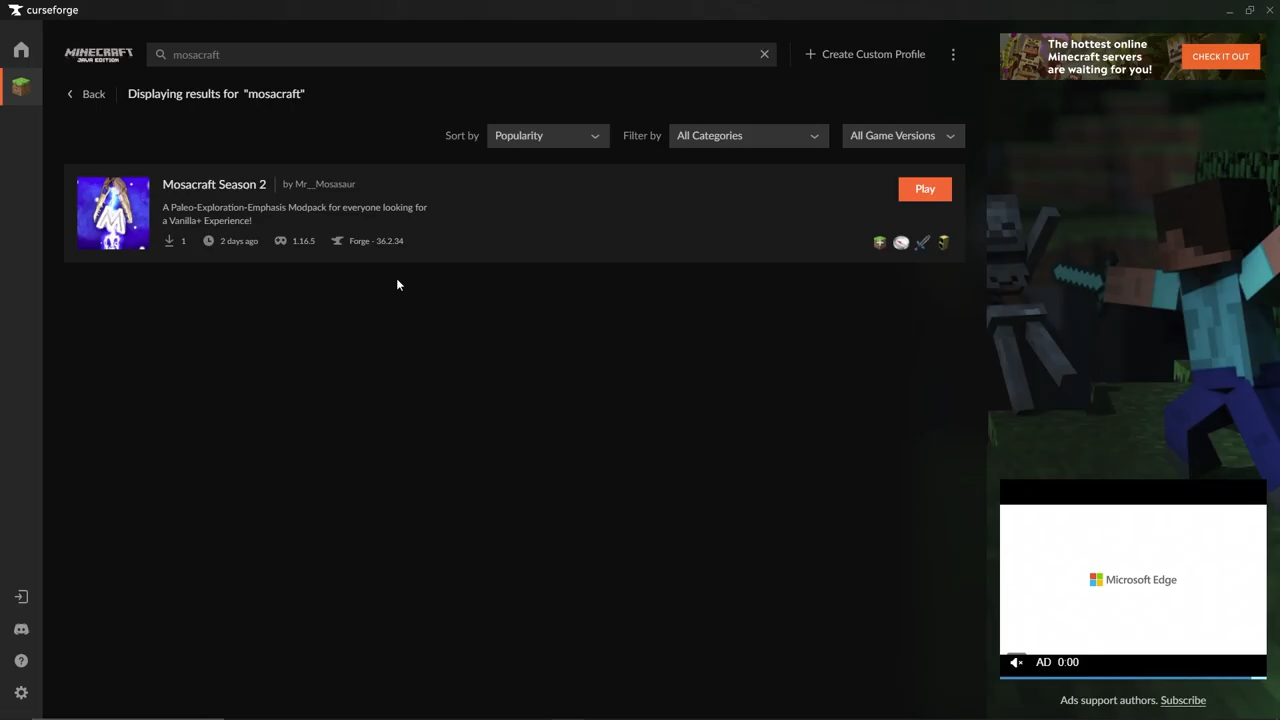 curseforge
MINECRAFT
JAVA EDITION
mosacraft
Create Custom Profile
Back
Displaying results for "mosacraft"
Sort by
Popularity
Filter by
All Categories
All Game Versions
Mosacraft Season 2
by Mr__Mosasaur
Play
A Paleo-Exploration-Emphasis Modpack for everyone looking for
a Vanilla+ Experience!
1
2 days ago
1.16.5
Forge - 36.2.34
The hottest online
Minecraft servers
are waiting for you!
CHECK IT OUT
Microsoft Edge
AD 0:00
Ads support authors. Subscribe